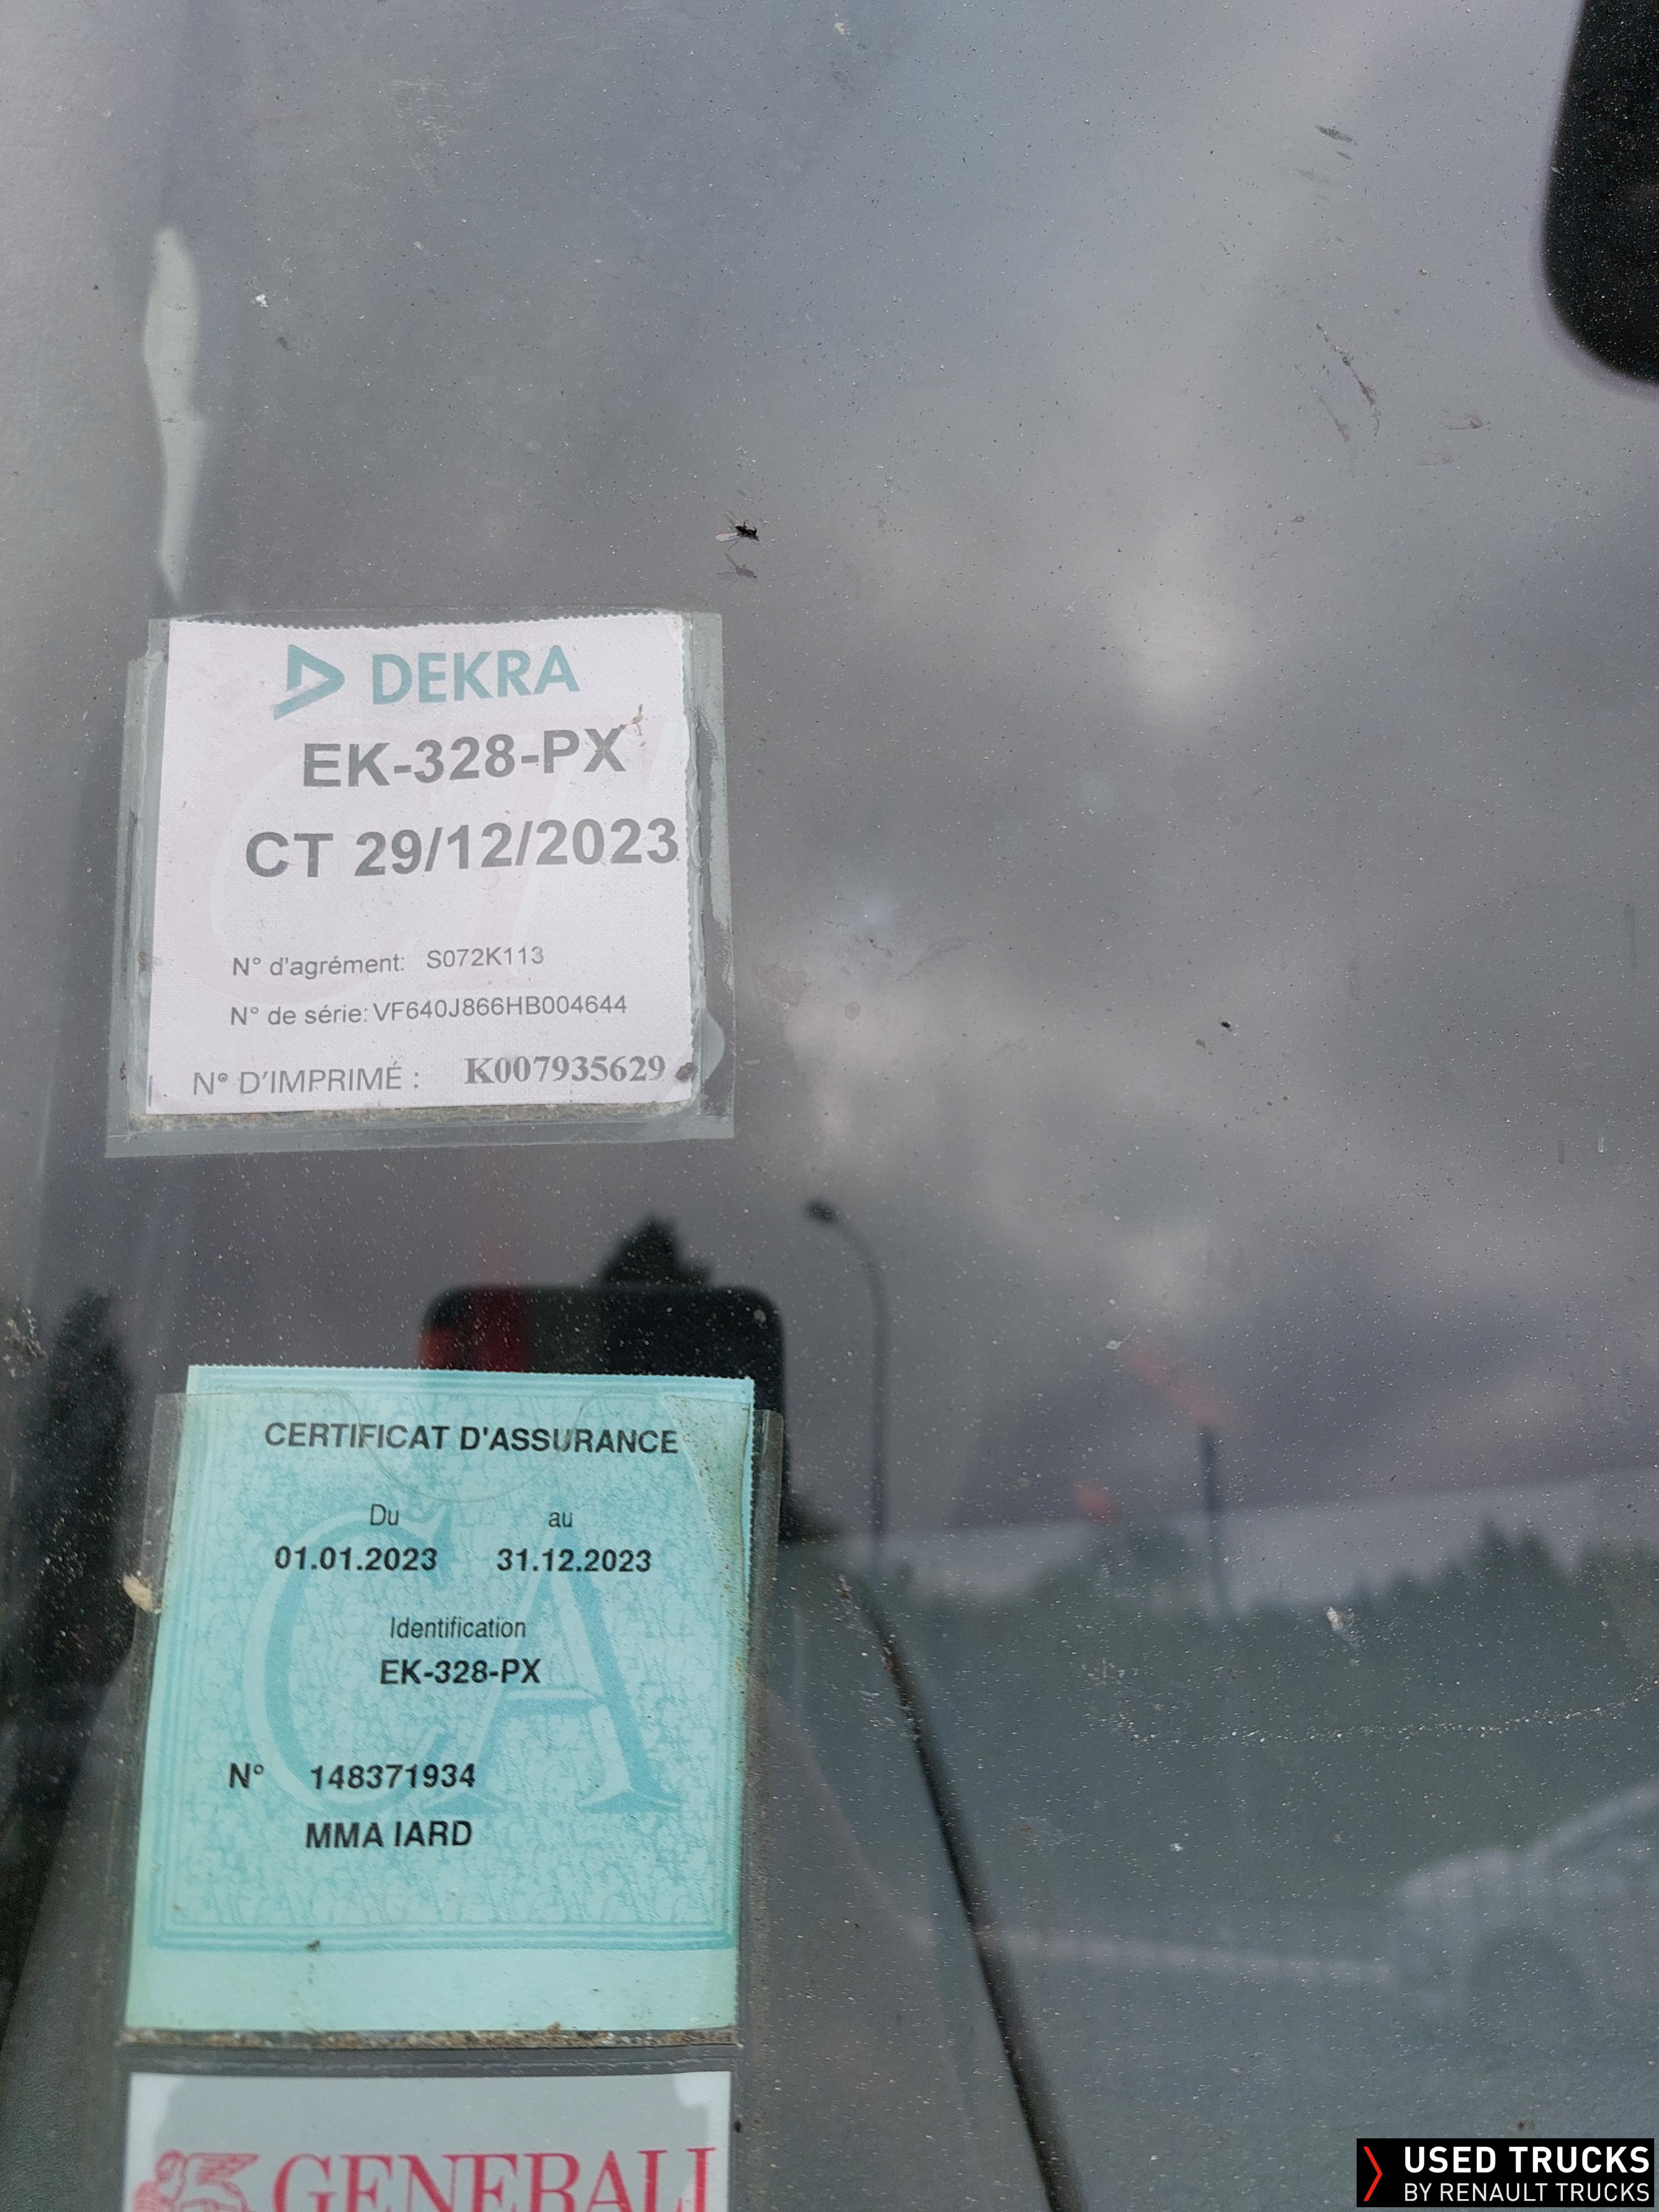 DEKRA
EK-328-PX
CT 29/12/2023
N° d'agrément: S072K113
N° de série: VF640J866HB004644
N° D'IMPRIMÉ : K007935629
CERTIFICAT D'ASSURANCE
Du au
01.01.2023 31.12.2023
Identification
EK-328-PX
N° 148371934
MMA IARD
GENERALI
USED TRUCKS
BY RENAULT TRUCKS